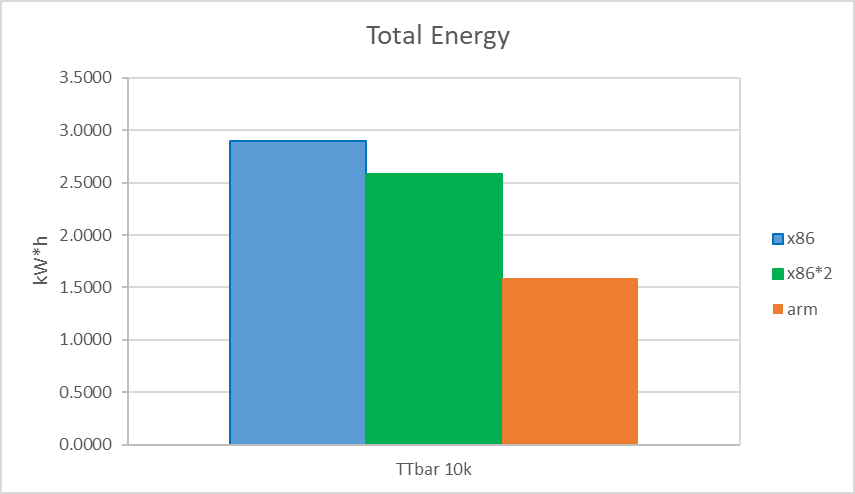 Total Energy
3.5000
3.0000
2.5000
2.0000
1.5000
1.0000
0.5000
0.0000
kW*h
TTbar 10k
x86
x86*2
arm